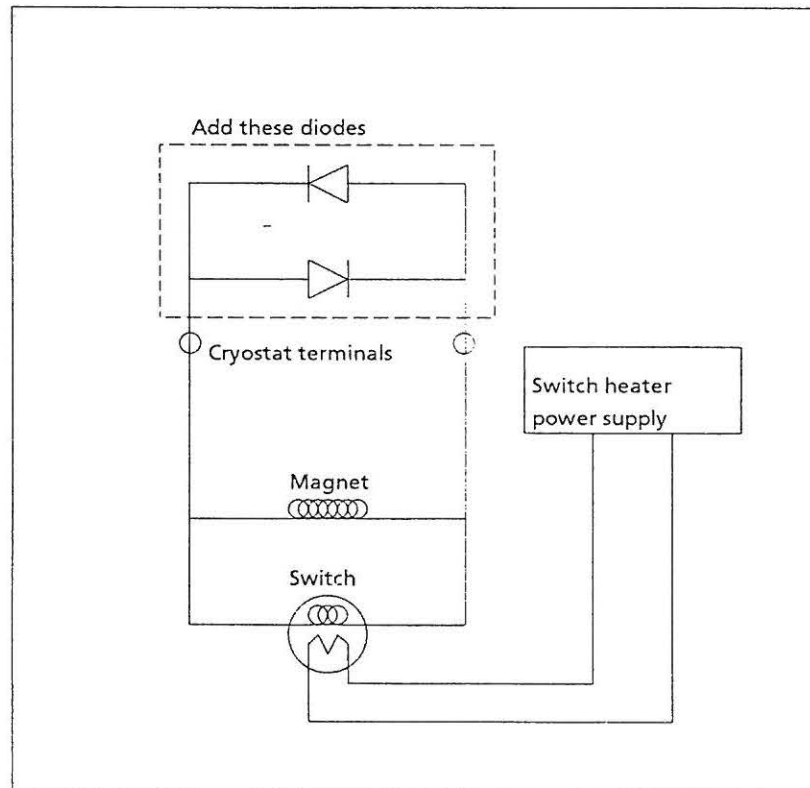 Add these diodes
Cryostat terminals
Switch heater
power supply
Magnet
Switch